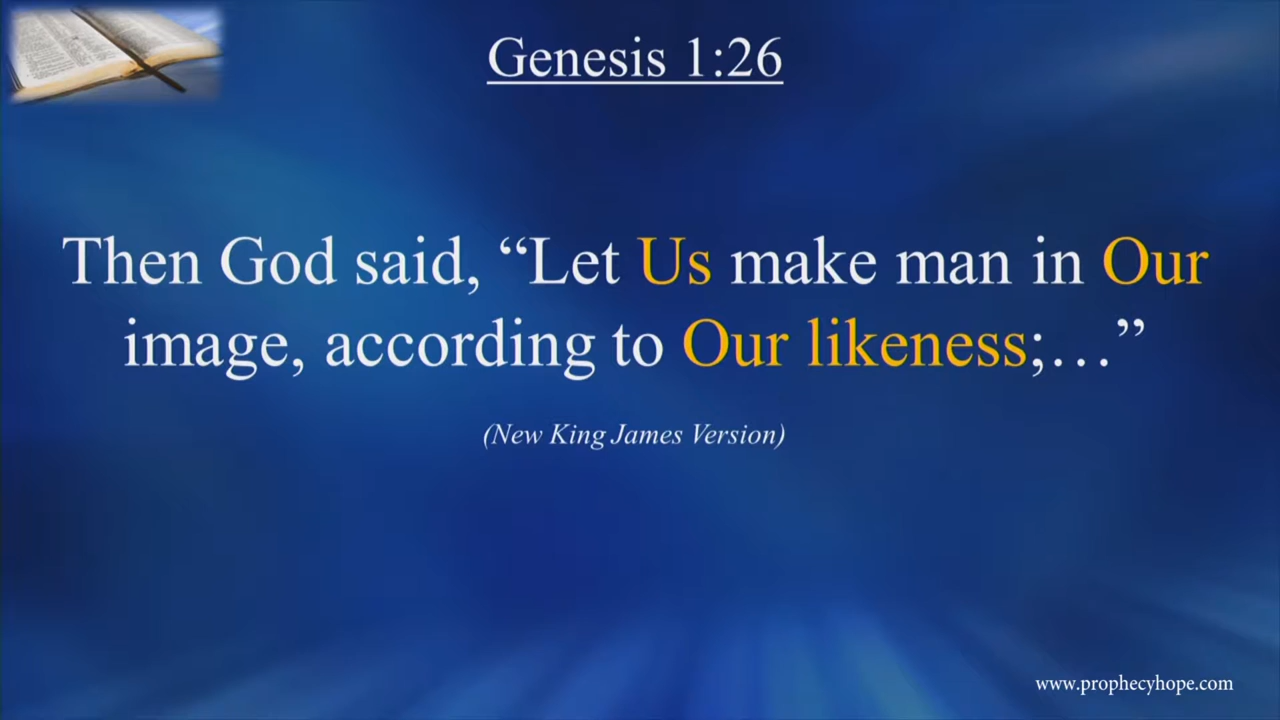 Genesis 1:26
Then God said, “Let Us make man in Our
image, according to Our likeness;…”
(New King James Version)
www.prophecyhope.com